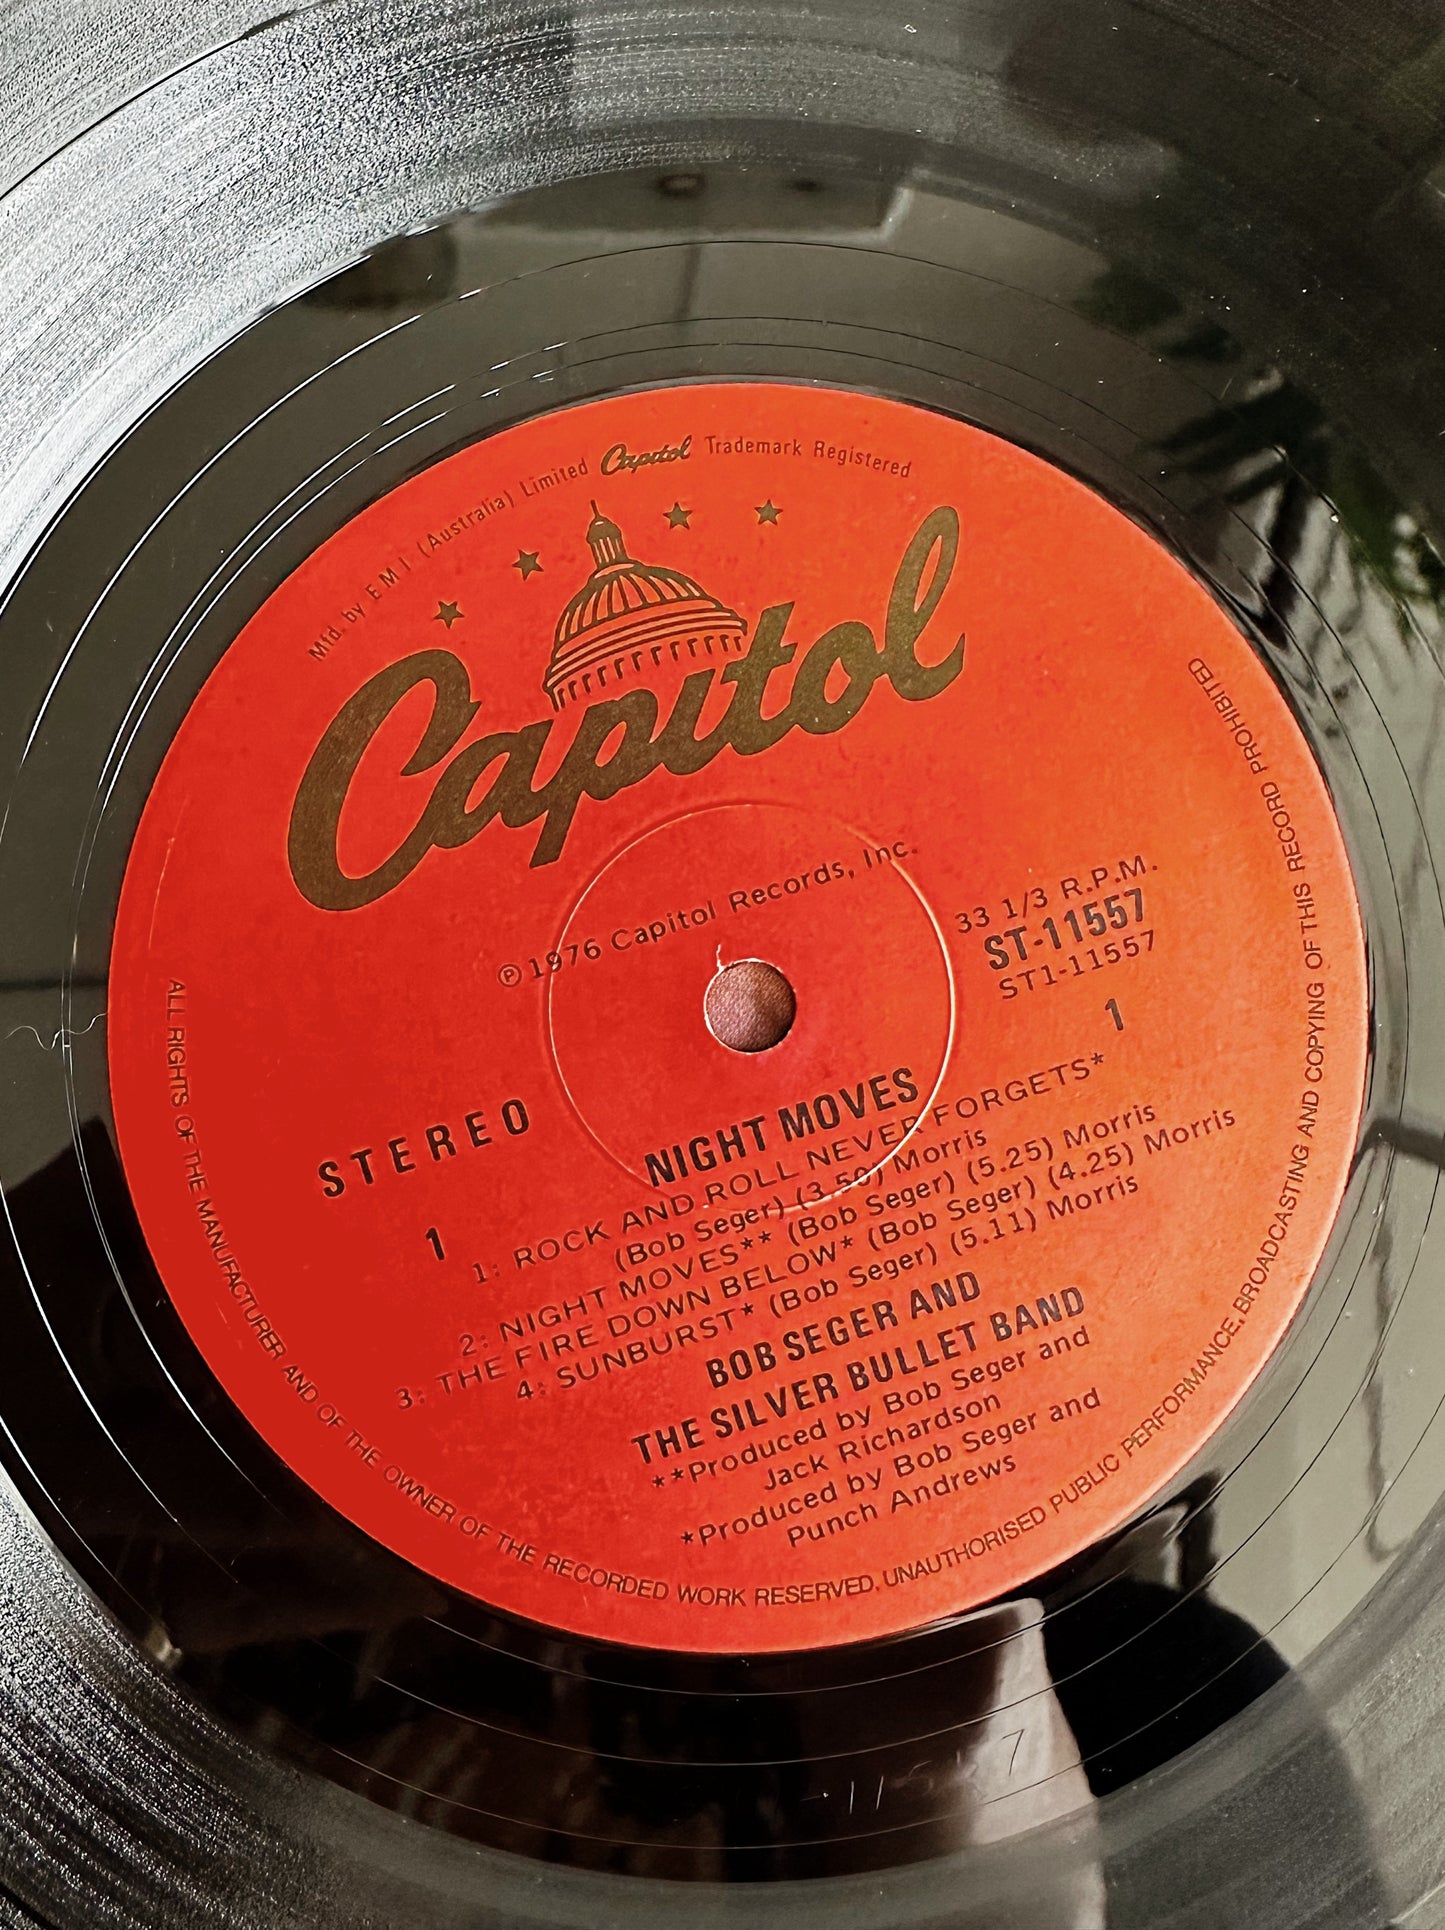 Mfd. by E M I (Australia) Limited Capitol Trademark Registered
Capitol
℗ 1976 Capitol Records, Inc.
33 1/3 R.P.M.
ST-11557
ST1-11557
1
STEREO
1
NIGHT MOVES
1: ROCK AND ROLL NEVER FORGETS*
(Bob Seger) (3.50) Morris
2: NIGHT MOVES** (Bob Seger) (5.25) Morris
3: THE FIRE DOWN BELOW* (Bob Seger) (4.25) Morris
4: SUNBURST* (Bob Seger) (5.11) Morris
BOB SEGER AND
THE SILVER BULLET BAND
**Produced by Bob Seger and
Jack Richardson
*Produced by Bob Seger and
Punch Andrews
ALL RIGHTS OF THE MANUFACTURER AND OF THE OWNER OF THE RECORDED WORK RESERVED, UNAUTHORISED PUBLIC PERFORMANCE, BROADCASTING AND COPYING OF THIS RECORD PROHIBITED
-11557